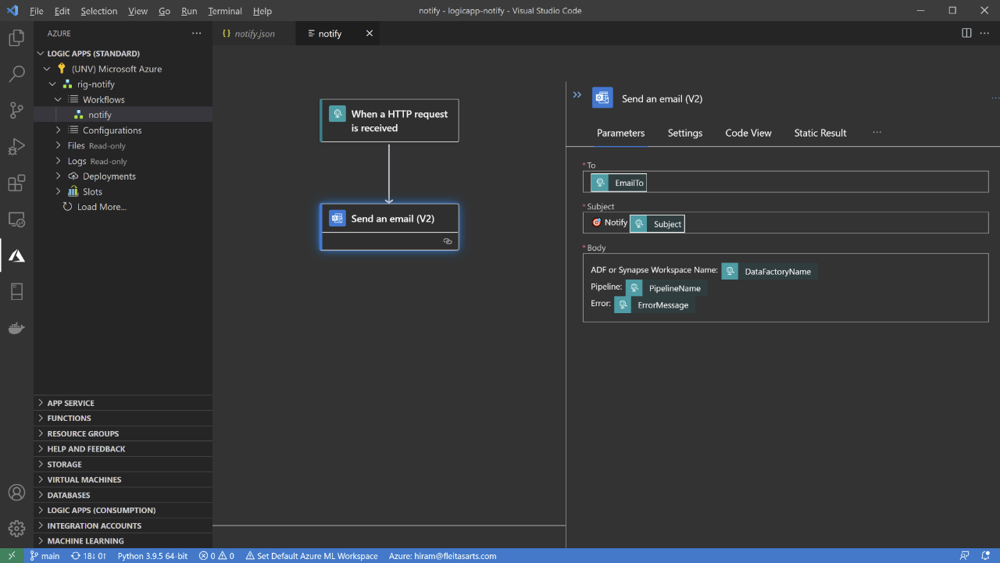 File Edit Selection View Go Run Terminal Help
notify - logicapp-notify - Visual Studio Code
AZURE
LOGIC APPS (STANDARD)
(UNV) Microsoft Azure
rig-notify
Workflows
notify
Configurations
Files Read-only
Logs Read-only
Deployments
Slots
Load More...
APP SERVICE
FUNCTIONS
RESOURCE GROUPS
HELP AND FEEDBACK
STORAGE
VIRTUAL MACHINES
DATABASES
LOGIC APPS (CONSUMPTION)
INTEGRATION ACCOUNTS
MACHINE LEARNING
{} notify.json
notify
When a HTTP request
is received
Send an email (V2)
Send an email (V2)
Parameters Settings Code View Static Result ...
* To
EmailTo
* Subject
🎯 Notify Subject
* Body
ADF or Synapse Workspace Name: DataFactoryName
Pipeline: PipelineName
Error: ErrorMessage
main 18↓ 0↑ Python 3.9.5 64-bit 0 0 Set Default Azure ML Workspace Azure: hiram@fleitasarts.com